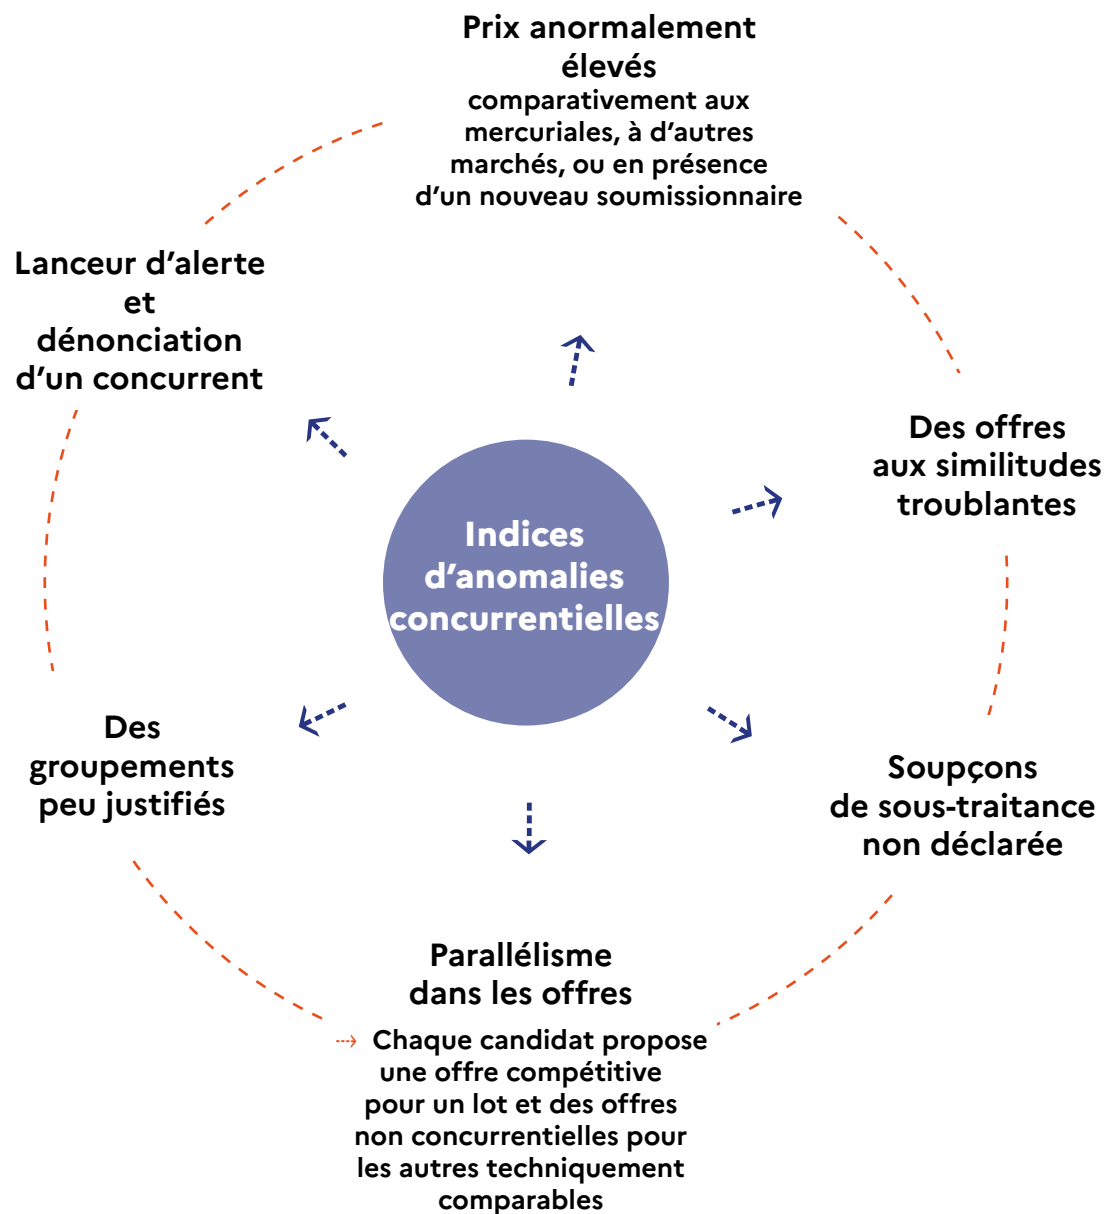 Prix anormalement
élevés
comparativement aux
mercuriales, à d'autres
marchés, ou en présence
d'un nouveau soumissionnaire
Lanceur d'alerte
et
dénonciation
d'un concurrent
Des offres
aux similitudes
troublantes
Indices
d'anomalies
concurrentielles
Des
groupements
peu justifiés
Soupçons
de sous-traitance
non déclarée
Parallélisme
dans les offres
Chaque candidat propose
une offre compétitive
pour un lot et des offres
non concurrentielles pour
les autres techniquement
comparables